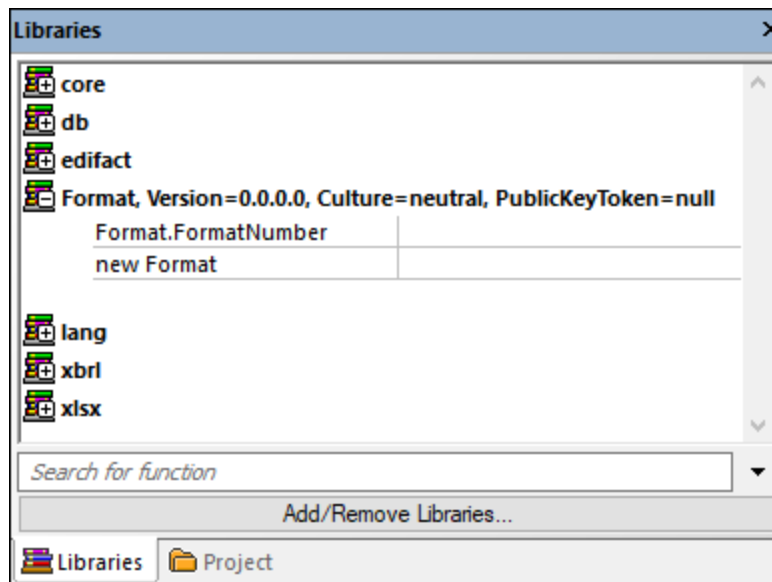 Libraries
core
db
edifact
Format, Version=0.0.0.0, Culture=neutral, PublicKeyToken=null
Format.FormatNumber
new Format
lang
xbrl
xlsx
Search for function
Add/Remove Libraries...
Libraries Project